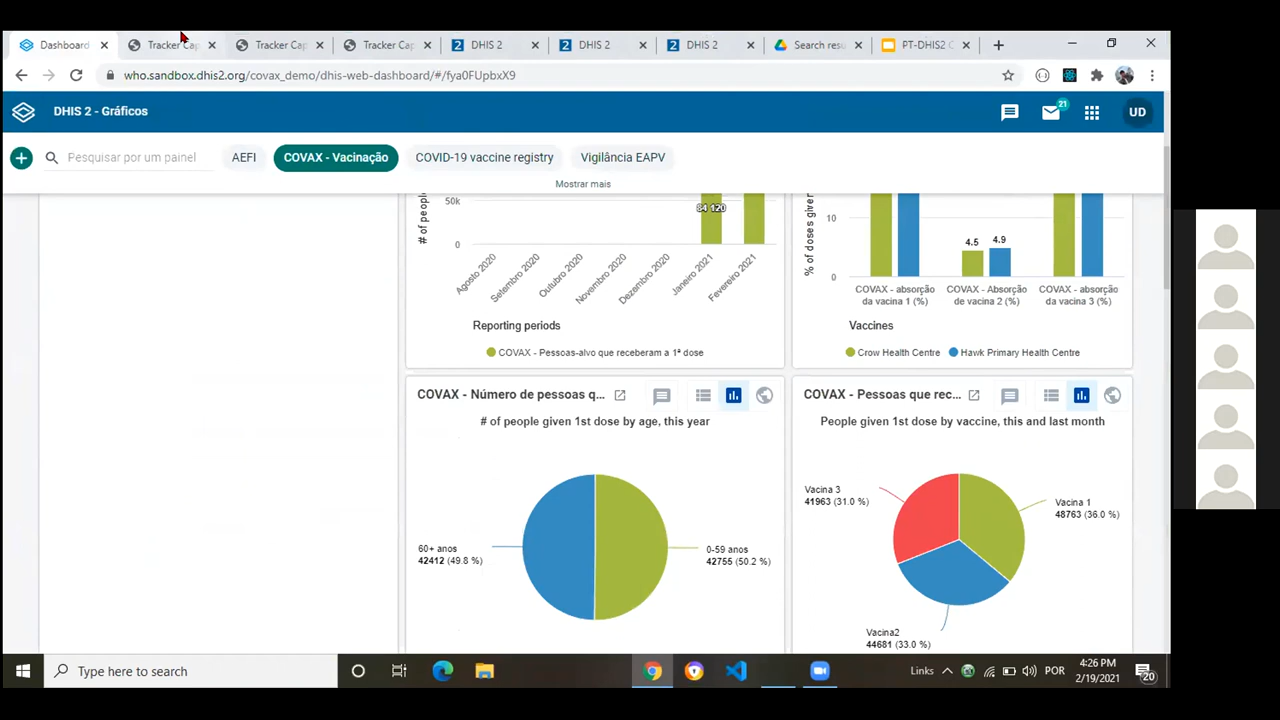 Dashboard
Tracker Cap
Tracker Cap
Tracker Cap
DHIS 2
DHIS 2
DHIS 2
Search resu
PT-DHIS2 C
who.sandbox.dhis2.org/covax_demo/dhis-web-dashboard/#/fya0FUpbxX9
DHIS 2 - Gráficos
21
UD
Pesquisar por um painel
AEFI
COVAX - Vacinação
COVID-19 vaccine registry
Vigilância EAPV
Mostrar mais
# of people
50k
0
84 120
Agosto 2020
Setembro 2020
Outubro 2020
Novembro 2020
Dezembro 2020
Janeiro 2021
Fevereiro 2021
Reporting periods
COVAX - Pessoas-alvo que receberam a 1ª dose
% of doses given
10
0
4.5
4.9
COVAX - absorção
da vacina 1 (%)
COVAX - Absorção
de vacina 2 (%)
COVAX - absorção
da vacina 3 (%)
Vaccines
Crow Health Centre
Hawk Primary Health Centre
COVAX - Número de pessoas q...
# of people given 1st dose by age, this year
60+ anos
42412 (49.8 %)
0-59 anos
42755 (50.2 %)
COVAX - Pessoas que rec...
People given 1st dose by vaccine, this and last month
Vacina 3
41963 (31.0 %)
Vacina 1
48763 (36.0 %)
Vacina2
44681 (33.0 %)
Type here to search
Links
POR
4:26 PM
2/19/2021
20